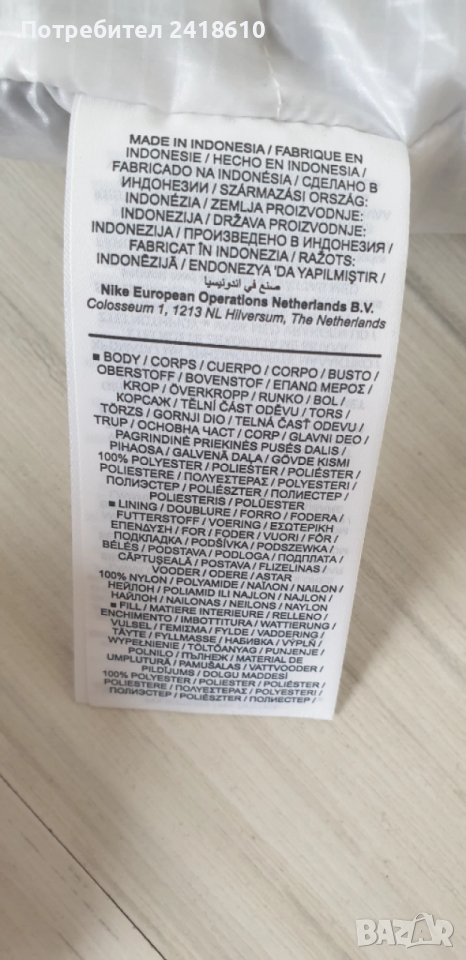 Потребител 2418610
MADE IN INDONESIA / FABRIQUE EN
INDONESIE / HECHO EN INDONESIA /
FABRICADO NA INDONÉSIA / СДЕЛАНО В
ИНДОНЕЗИИ / SZÁRMAZÁSI ORSZÁG:
INDONÉZIA / ZEMLJA PROIZVODNJE:
INDONEZIJA / DRŽAVA PROIZVODNJE:
INDONEZIJA / ПРОИЗВЕДЕНО В ИНДОНЕЗИЯ /
FABRICAT ÎN INDONEZIA / RAŽOTS:
INDONĒZIJĀ / ENDONEZYA 'DA YAPILMIŞTIR /
صنع في اندونيسيا
Nike European Operations Netherlands B.V.
Colosseum 1, 1213 NL Hilversum, The Netherlands
■ BODY / CORPS / CUERPO / CORPO / BUSTO /
OBERSTOFF / BOVENSTOF / ΕΠΑΝΩ ΜΕΡΟΣ /
KROP / ÖVERKROPP / RUNKO / BOL /
КОРСАЖ / TĚLNÍ ČÁST ODĚVU / TORS /
TÖRZS / GORNJI DIO / TELNÁ ČASŤ ODEVU /
TRUP / ОСНОВНА ЧАСТ / CORP / GLAVNI DEO /
PAGRINDINĖ PRIEKINĖS PUSĖS DALIS /
PIHAOSA / GALVENĀ DAĻA / GÖVDE KISMI
100% POLYESTER / POLIESTER / POLIÉSTER /
POLIESTERE / ΠΟΛΥΕΣΤΕΡΑΣ / POLYESTERI /
ПОЛИЭСТЕР / POLIÉSZTER / ПОЛИЕСТЕР /
POLIESTERIS / POLÜESTER
■ LINING / DOUBLURE / FORRO / FODERA /
FUTTERSTOFF / VOERING / ΕΣΩΤΕΡΙΚΗ
ΕΠΕΝΔΥΣΗ / FOR / FODER / VUORI / FÔR /
ПОДКЛАДКА / PODŠÍVKA / PODSZEWKA /
BÉLÉS / PODSTAVA / PODLOGA / ПОДПЛАТА /
CĂPTUŞEALĂ / POSTAVA / FLIZELINAS /
VOODER / ODERE / ASTAR
100% NYLON / POLYAMIDE / NAÏLON / NAILON /
НЕЙЛОН / POLIAMID ILI NAJLON / NAJLON /
НАЙЛОН / NAILONAS / NEILONS / NAYLON
■ FILL / MATIERE INTERIEURE / RELLENO /
ENCHIMENTO / IMBOTTITURA / WATTIERUNG /
VULSEL / ΓΕΜΙΣΜΑ / FYLDE / VADDERING /
TÄYTE / FYLLMASSE / НАБИВКА / VÝPLŇ /
WYPEŁNIENIE / TÖLTŐANYAG / PUNJENJE /
POLNILO / ПЪЛНЕЖ / MATERIAL DE
UMPLUTURĂ / PAMUŠALAS / VATTVOODER /
PILDĪJUMS / DOLGU MADDESİ
100% POLYESTER / POLIESTER / POLIÉSTER /
POLIESTERE / ΠΟΛΥΕΣΤΕΡΑΣ / POLYESTERI /
ПОЛИЭСТЕР / POLIÉSZTER / ПОЛИЕСТЕР /
BAZAR